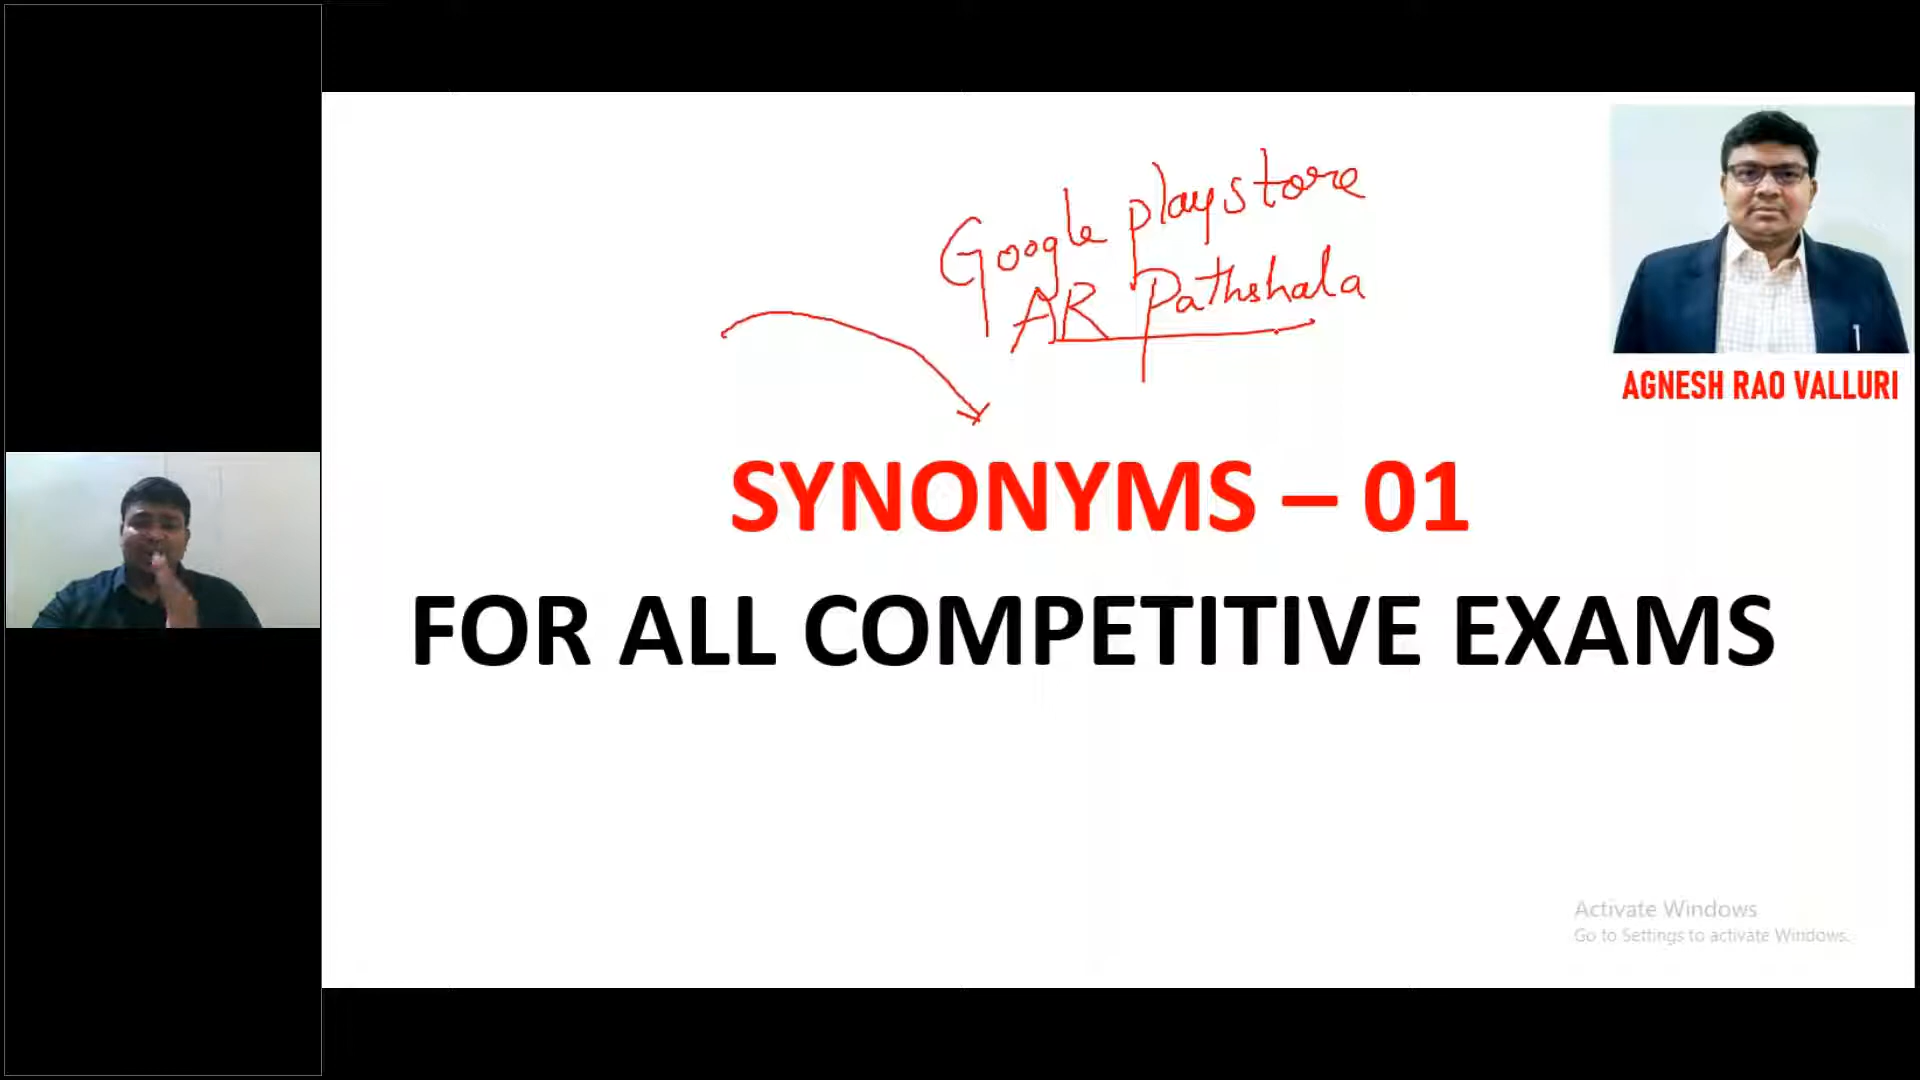 Google playstore
AR Pathshala
AGNESH RAO VALLURI
SYNONYMS – 01
FOR ALL COMPETITIVE EXAMS
Activate Windows
Go to Settings to activate Windows.